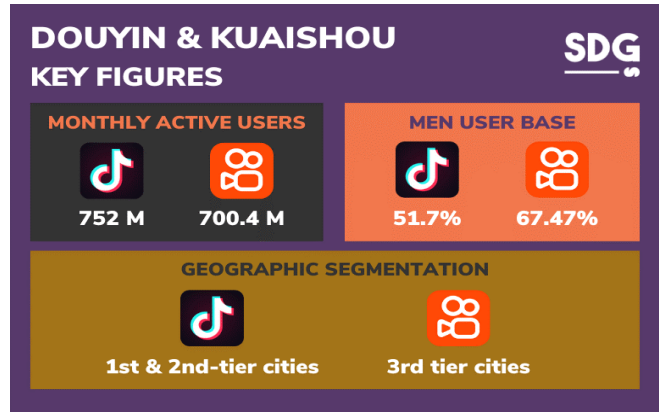 DOUYIN & KUAISHOU
KEY FIGURES
SDG
MONTHLY ACTIVE USERS
752 M 700.4 M
MEN USER BASE
51.7% 67.47%
GEOGRAPHIC SEGMENTATION
1st & 2nd-tier cities 3rd tier cities